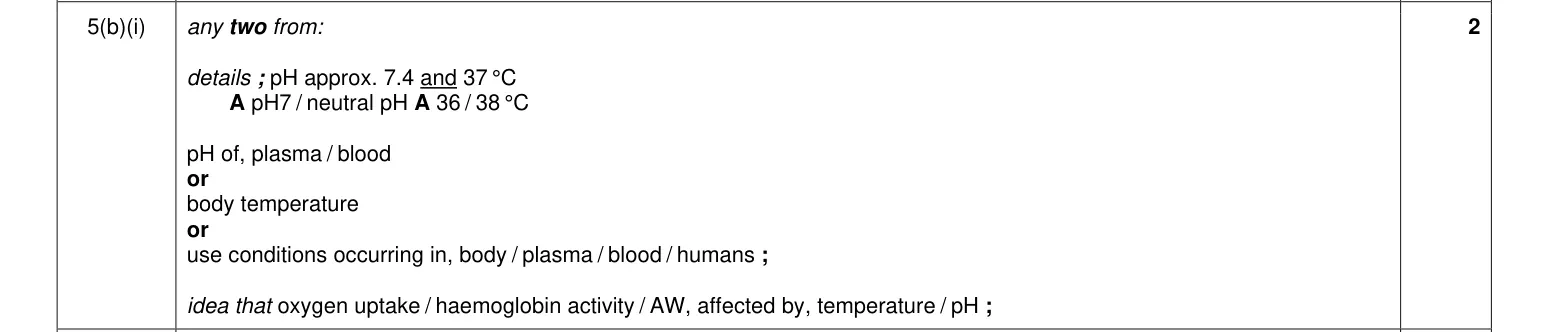 5(b)(i) any two from: 2
details ; pH approx. 7.4 and 37 °C
A pH7 / neutral pH A 36 / 38 °C
pH of, plasma / blood
or
body temperature
or
use conditions occurring in, body / plasma / blood / humans ;
idea that oxygen uptake / haemoglobin activity / AW, affected by, temperature / pH ;